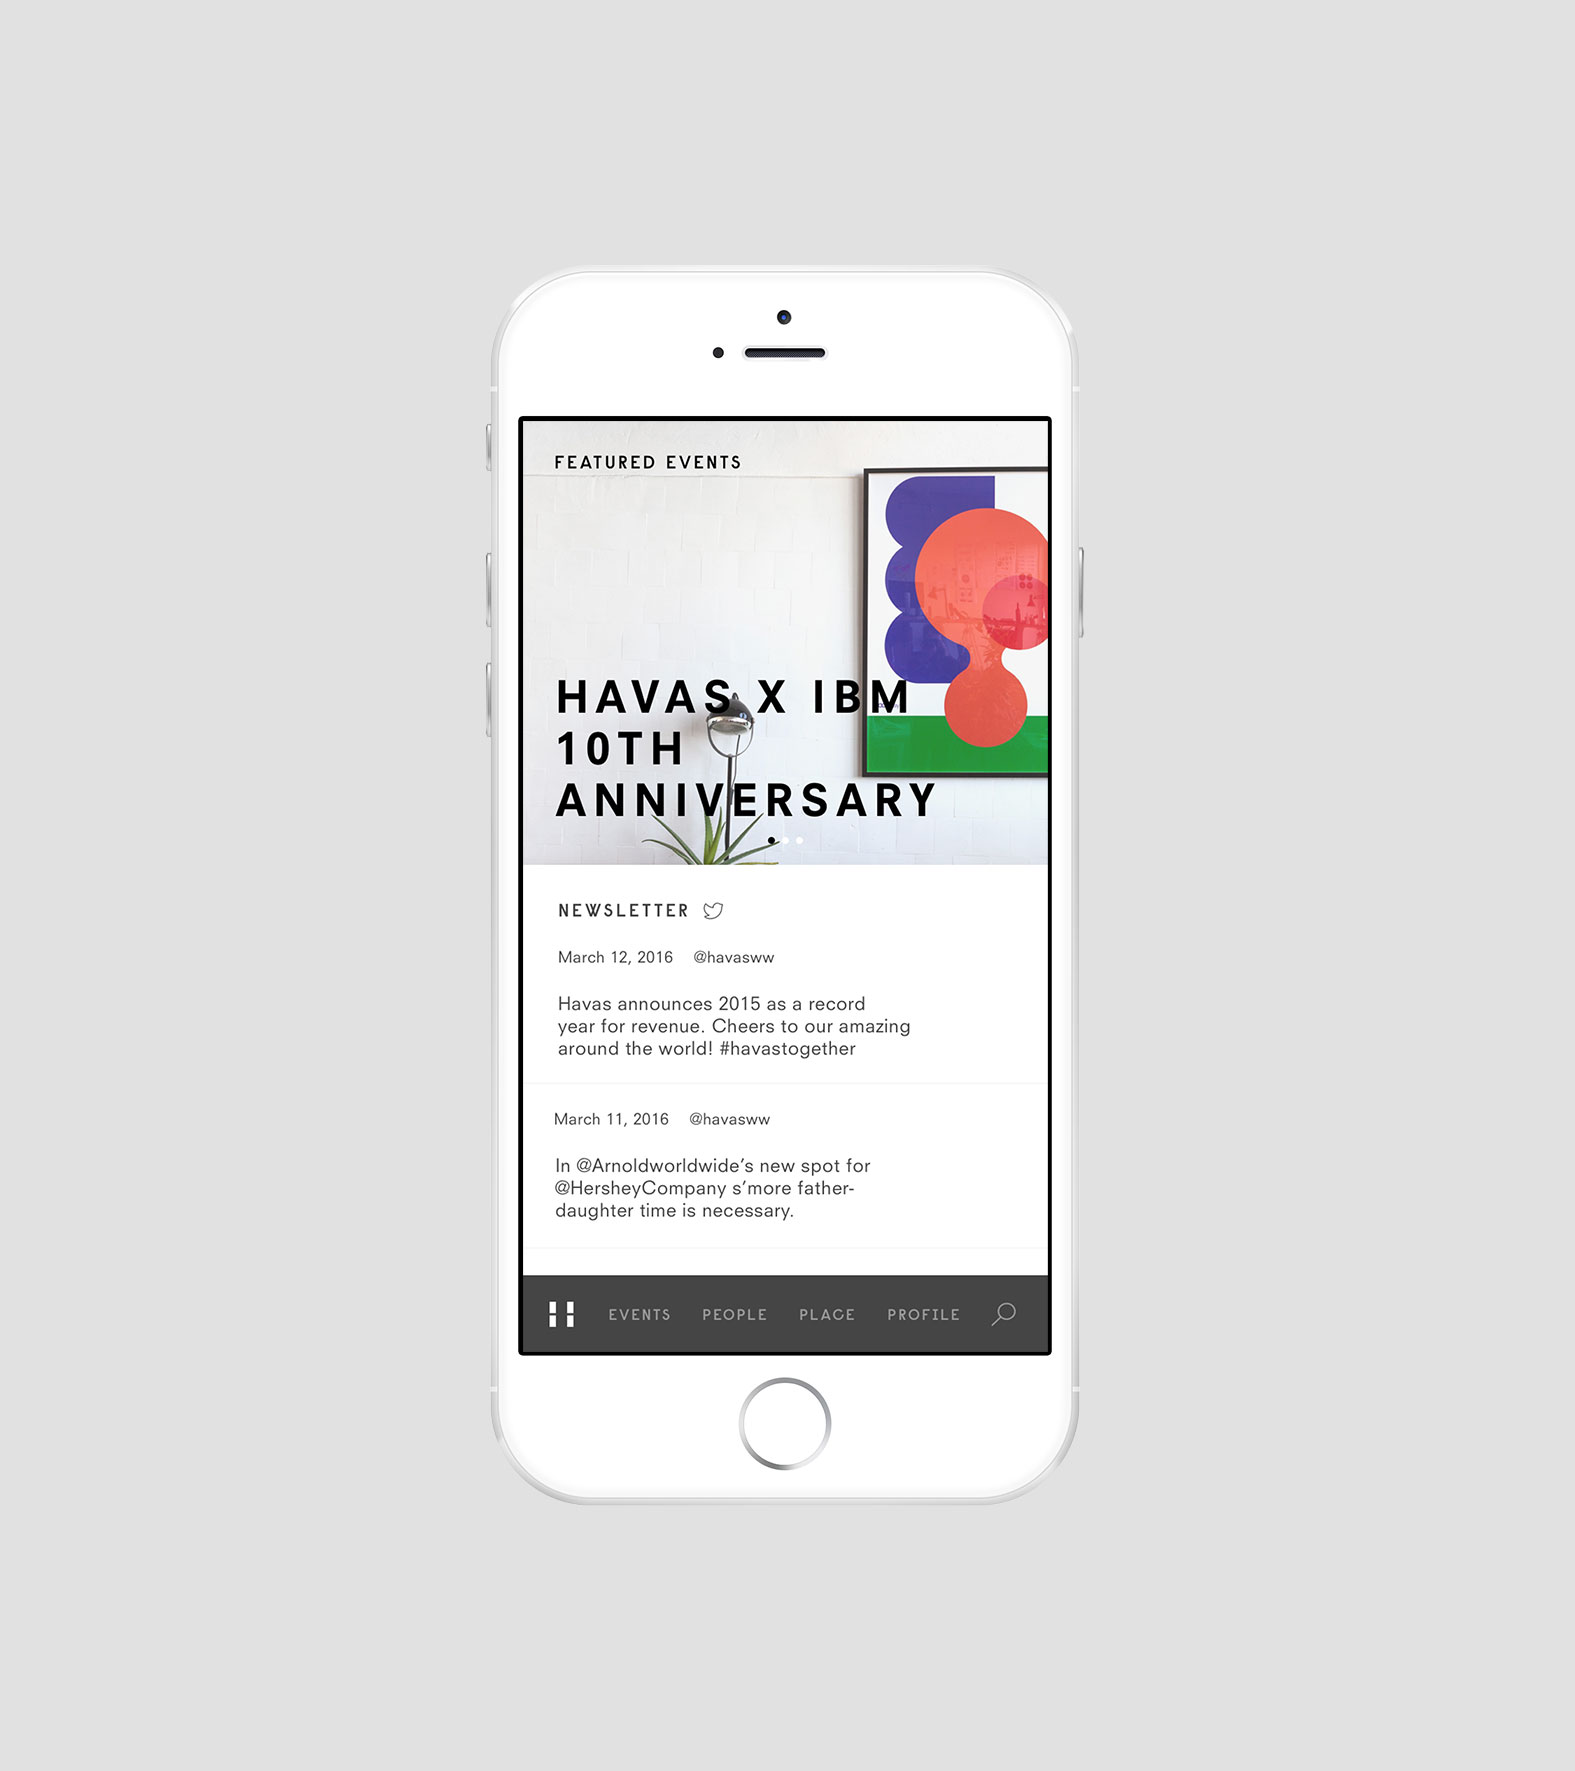 FEATURED EVENTS
HAVAS X IBM
10TH
ANNIVERSARY
NEWSLETTER
March 12, 2016 @havasww
Havas announces 2015 as a record
year for revenue. Cheers to our amazing
around the world! #havastogether
March 11, 2016 @havasww
In @Arnoldworldwide’s new spot for
@HersheyCompany s’more father-
daughter time is necessary.
H EVENTS PEOPLE PLACE PROFILE